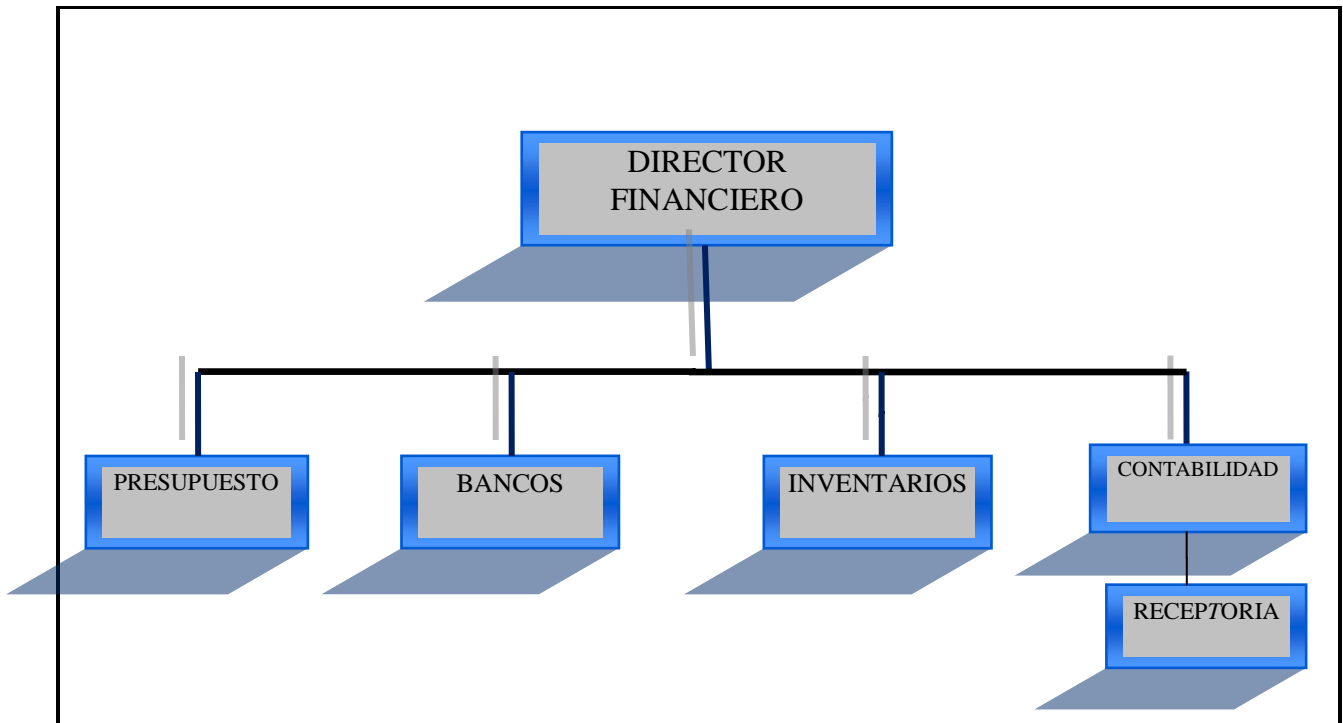 DIRECTOR
FINANCIERO
PRESUPUESTO
BANCOS
INVENTARIOS
CONTABILIDAD
RECEPTORIA